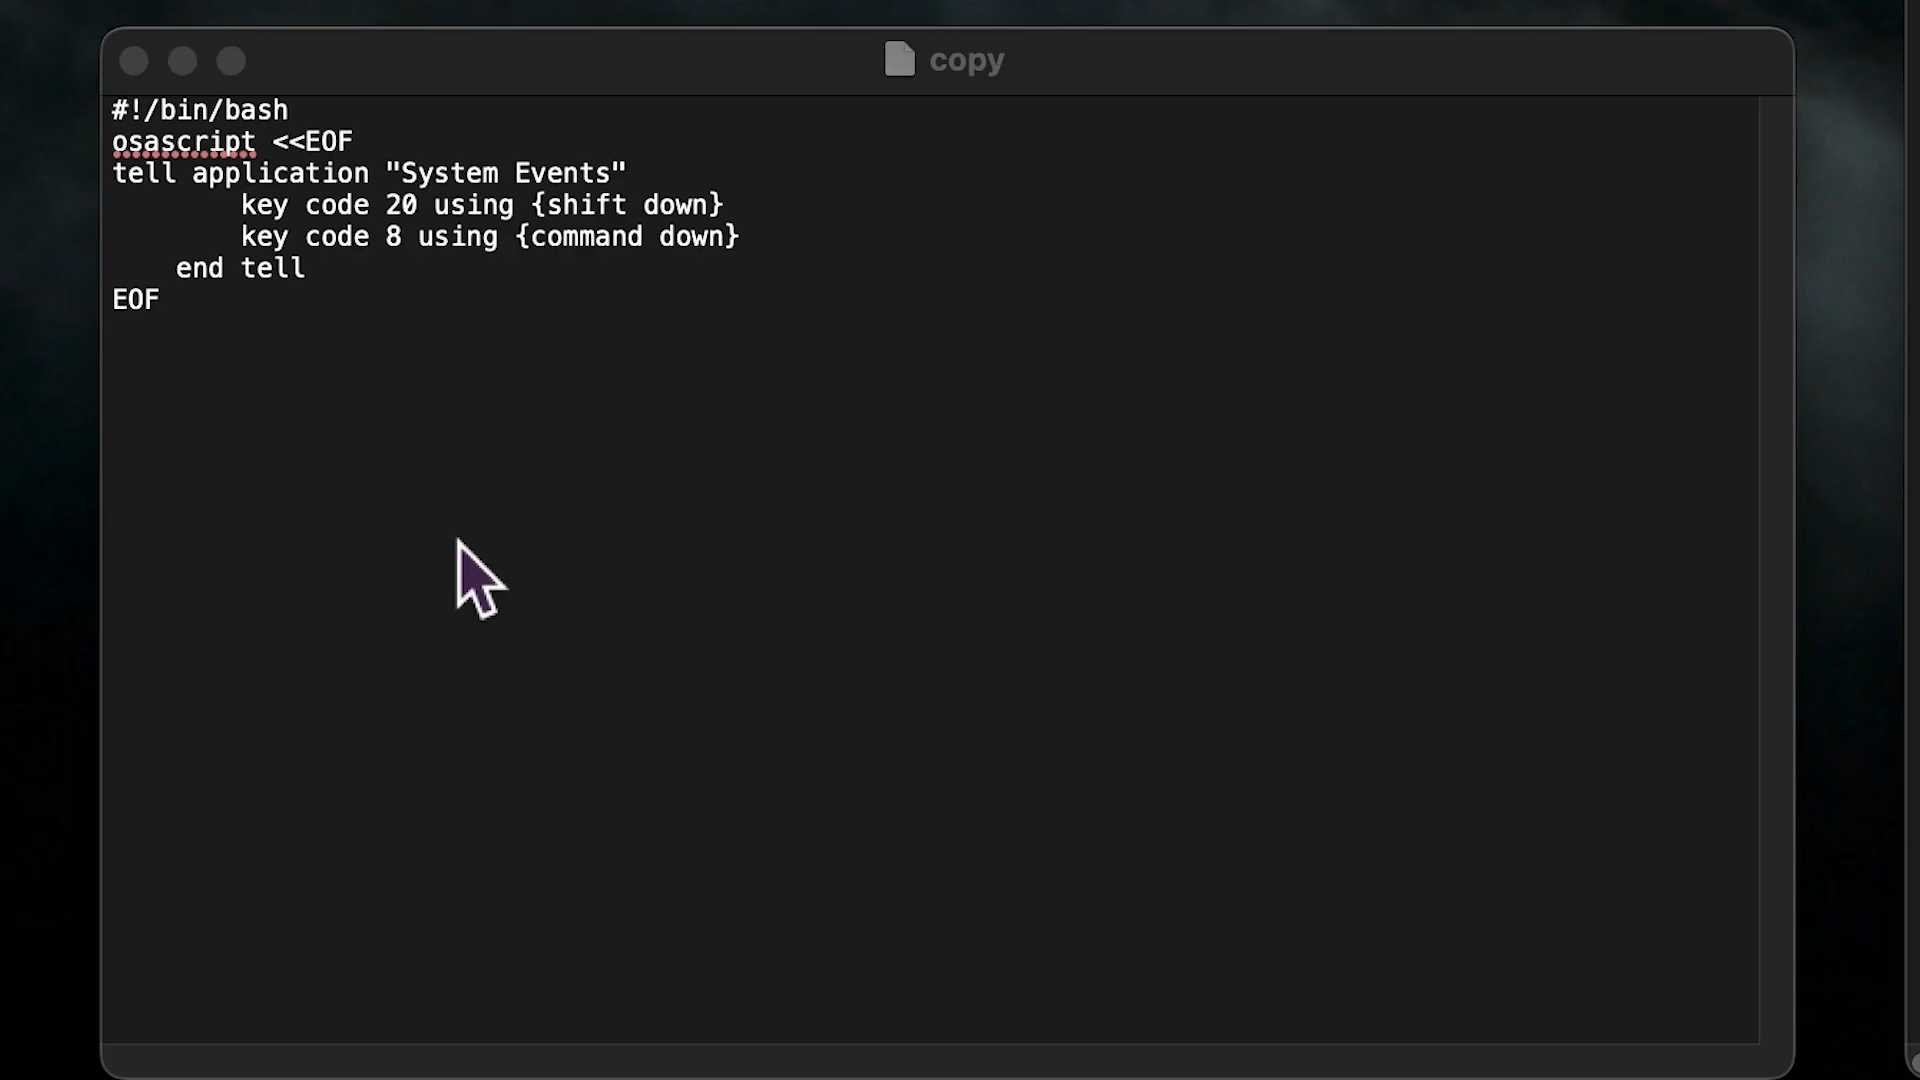 copy
#!/bin/bash
osascript <<EOF
tell application "System Events"
        key code 20 using {shift down}
        key code 8 using {command down}
    end tell
EOF